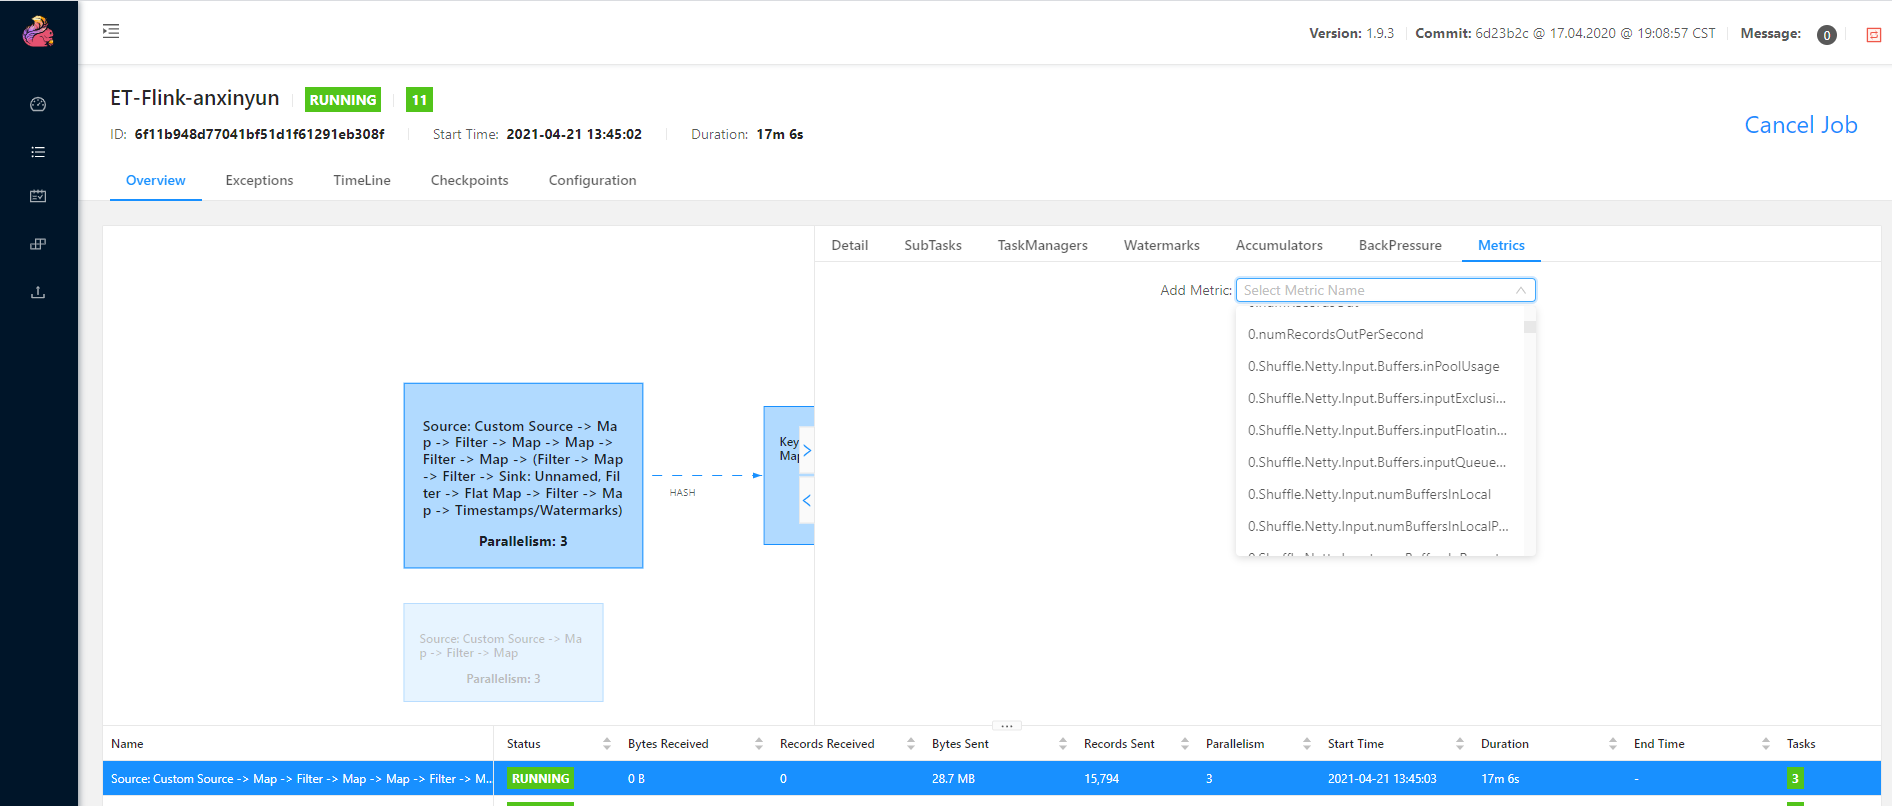 Version: 1.9.3
Commit: 6d23b2c @ 17.04.2020 @ 19:08:57 CST
Message: 0
ET-Flink-anxinyun
RUNNING
11
ID: 6f11b948d77041bf51d1f61291eb308f
Start Time: 2021-04-21 13:45:02
Duration: 17m 6s
Cancel Job
Overview
Exceptions
TimeLine
Checkpoints
Configuration
Detail
SubTasks
TaskManagers
Watermarks
Accumulators
BackPressure
Metrics
Add Metric: Select Metric Name
0.numRecordsOutPerSecond
0.Shuffle.Netty.Input.Buffers.inPoolUsage
0.Shuffle.Netty.Input.Buffers.inputExclusi...
0.Shuffle.Netty.Input.Buffers.inputFloatin...
0.Shuffle.Netty.Input.Buffers.inputQueue...
0.Shuffle.Netty.Input.numBuffersInLocal
0.Shuffle.Netty.Input.numBuffersInLocalP...
Source: Custom Source -> Ma
p -> Filter -> Map -> Map ->
Filter -> Map -> (Filter -> Map
-> Filter -> Sink: Unnamed, Fil
ter -> Flat Map -> Filter -> Ma
p -> Timestamps/Watermarks)
Parallelism: 3
HASH
Key
Map
Source: Custom Source -> Ma
p -> Filter -> Map
Parallelism: 3
Name
Status
Bytes Received
Records Received
Bytes Sent
Records Sent
Parallelism
Start Time
Duration
End Time
Tasks
Source: Custom Source -> Map -> Filter -> Map -> Map -> Filter -> M...
RUNNING
0 B
0
28.7 MB
15,794
3
2021-04-21 13:45:03
17m 6s
-
3